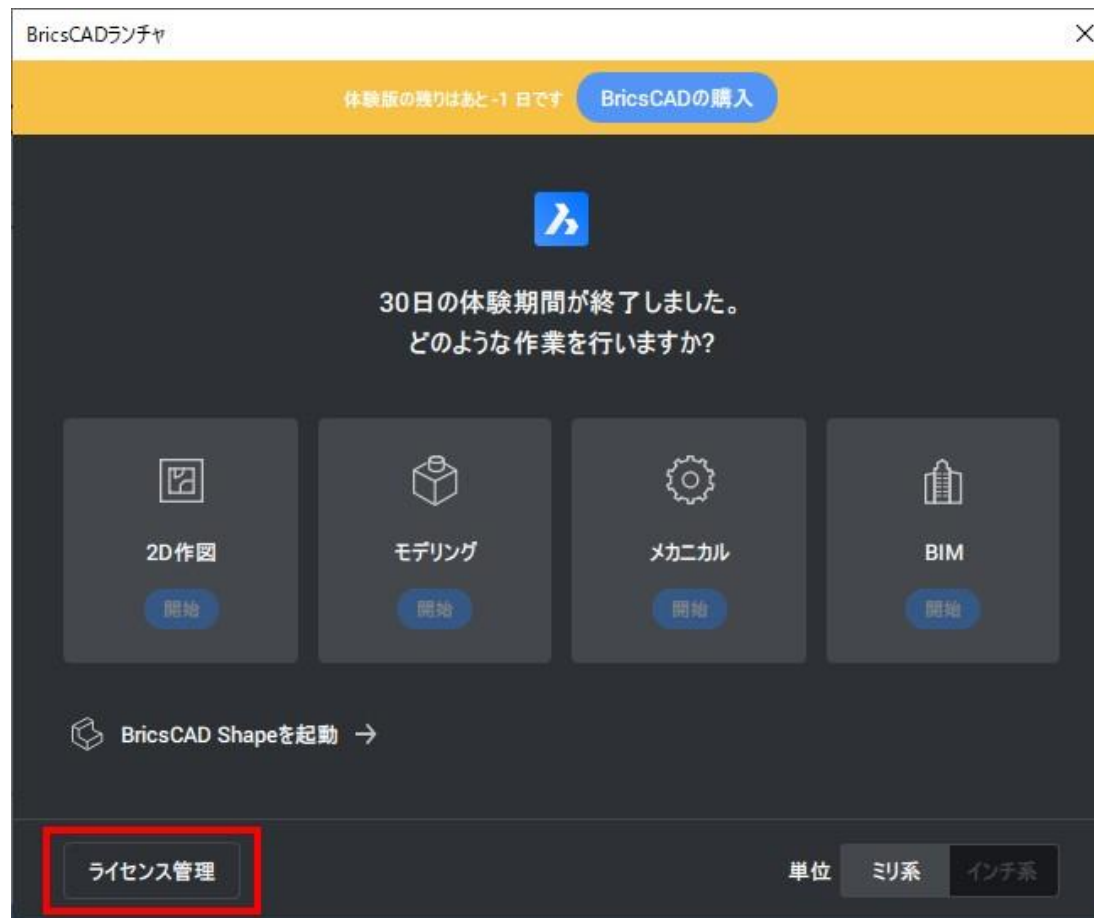 BricsCADランチャ
体験版の残りはあと -1 日です BricsCADの購入
30日の体験期間が終了しました。
どのような作業を行いますか?
2D作図 モデリング メカニカル BIM
開始 開始 開始 開始
BricsCAD Shapeを起動
ライセンス管理 単位 ミリ系 インチ系